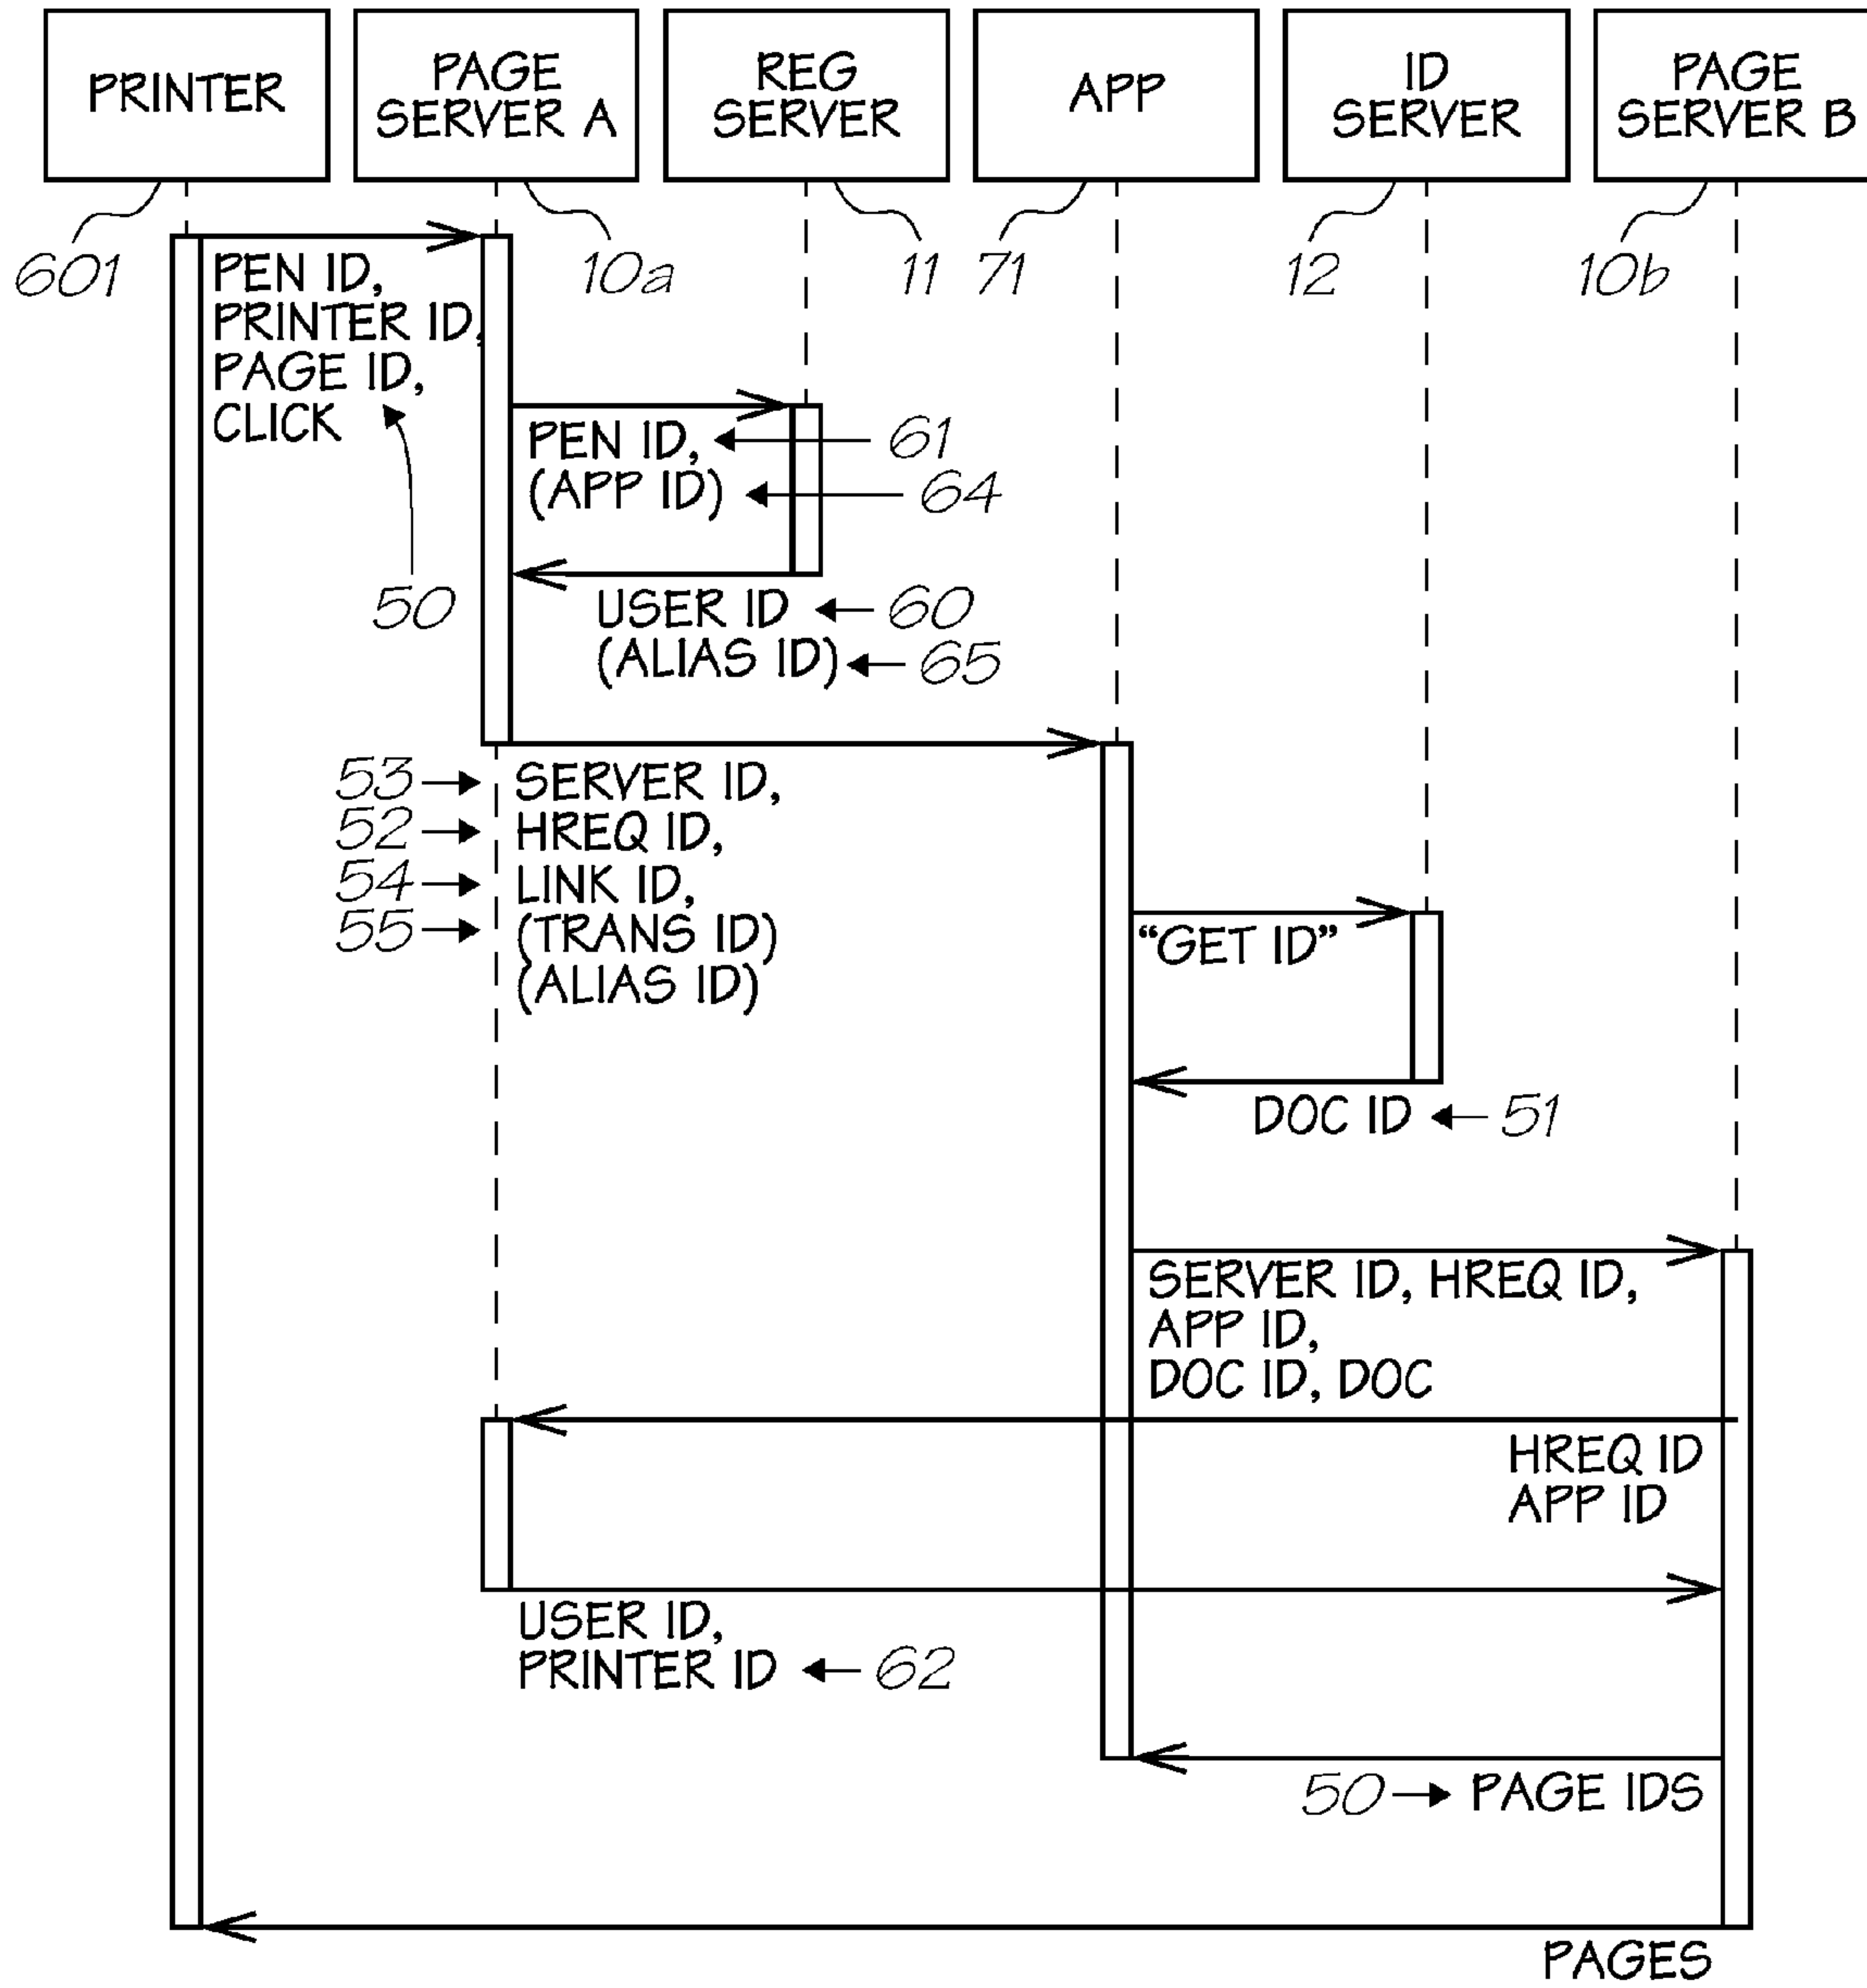 PRINTER
PAGE
SERVER A
REG
SERVER
APP
ID
SERVER
PAGE
SERVER B
601
10a
11
71
12
10b
PEN ID,
PRINTER ID,
PAGE ID,
CLICK
50
PEN ID,
61
(APP ID)
64
USER ID
60
(ALIAS ID)
65
53
SERVER ID,
52
HREQ ID,
54
LINK ID,
55
(TRANS ID)
(ALIAS ID)
“GET ID”
DOC ID
51
SERVER ID, HREQ ID,
APP ID,
DOC ID, DOC
HREQ ID
APP ID
USER ID,
PRINTER ID
62
50
PAGE IDS
PAGES